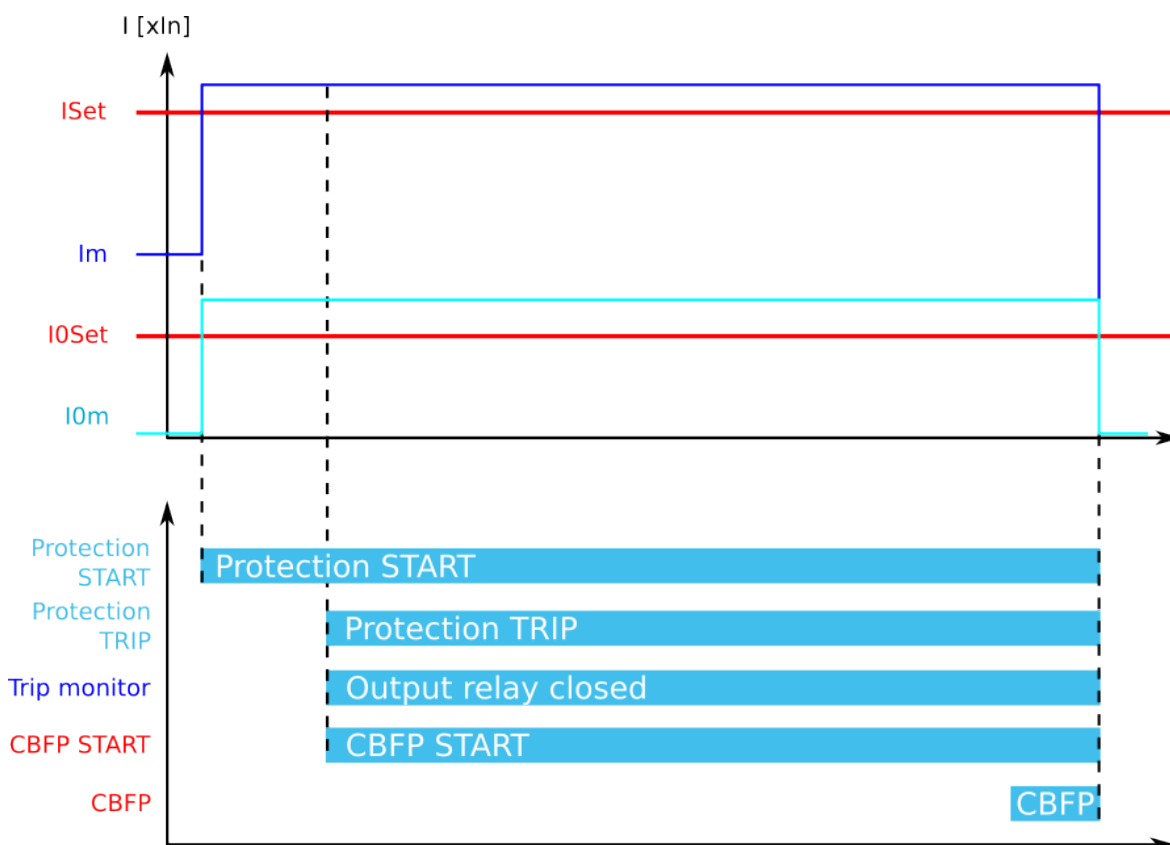 I [xIn]
ISet
Im
I0Set
I0m
Protection
START
Protection START
Protection
TRIP
Protection TRIP
Trip monitor
Output relay closed
CBFP START
CBFP START
CBFP
CBFP